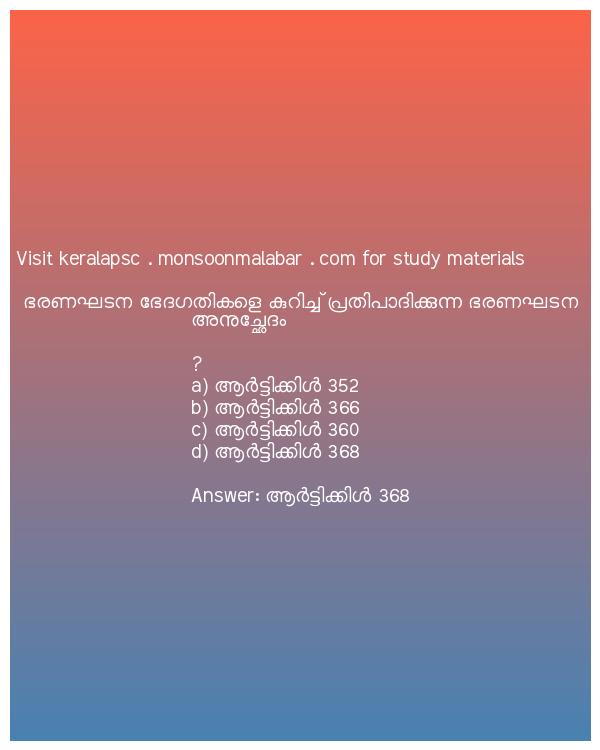 Visit keralapsc . monsoonmalabar . com for study materials
ഭരണഘടന ഭേദഗതികളെ കുറിച്ച് പ്രതിപാദിക്കുന്ന ഭരണഘടന
അനുച്ഛേദം
?
a) ആർട്ടിക്കിൾ 352
b) ആർട്ടിക്കിൾ 366
c) ആർട്ടിക്കിൾ 360
d) ആർട്ടിക്കിൾ 368
Answer: ആർട്ടിക്കിൾ 368